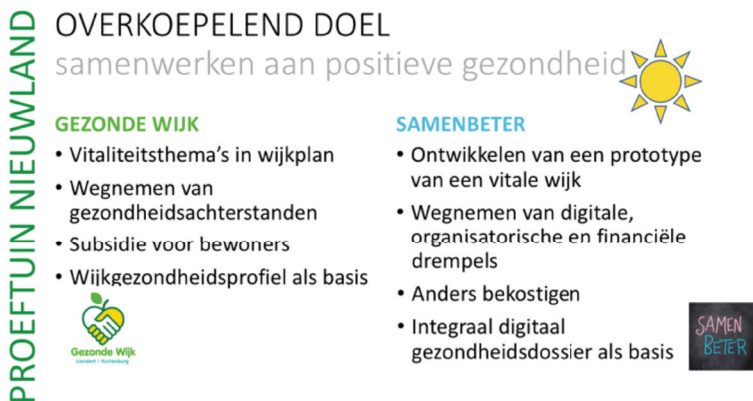 PROEFTUIN NIEUWLAND
OVERKOEPELEND DOEL
samenwerken aan positieve gezondheid
GEZONDE WIJK
• Vitaliteitsthema's in wijkplan
• Wegnemen van
gezondheidsachterstanden
• Subsidie voor bewoners
• Wijkgezondheidsprofiel als basis
Gezonde Wijk
Liendert / Rustenburg
SAMENBETER
• Ontwikkelen van een prototype
van een vitale wijk
• Wegnemen van digitale,
organisatorische en financiële
drempels
• Anders bekostigen
• Integraal digitaal
gezondheidsdossier als basis
SAMEN
BETER